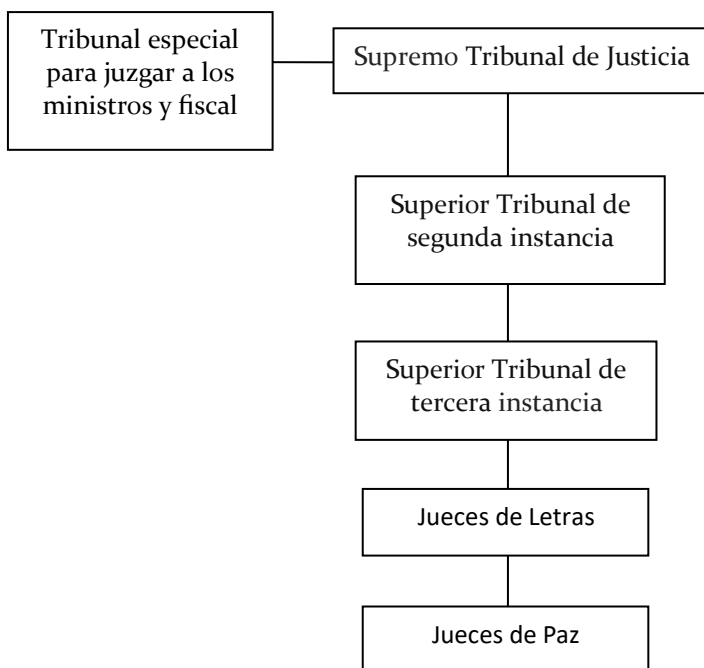 Tribunal especial
para juzgar a los
ministros y fiscal
Supremo Tribunal de Justicia
Superior Tribunal de
segunda instancia
Superior Tribunal de
tercera instancia
Jueces de Letras
Jueces de Paz